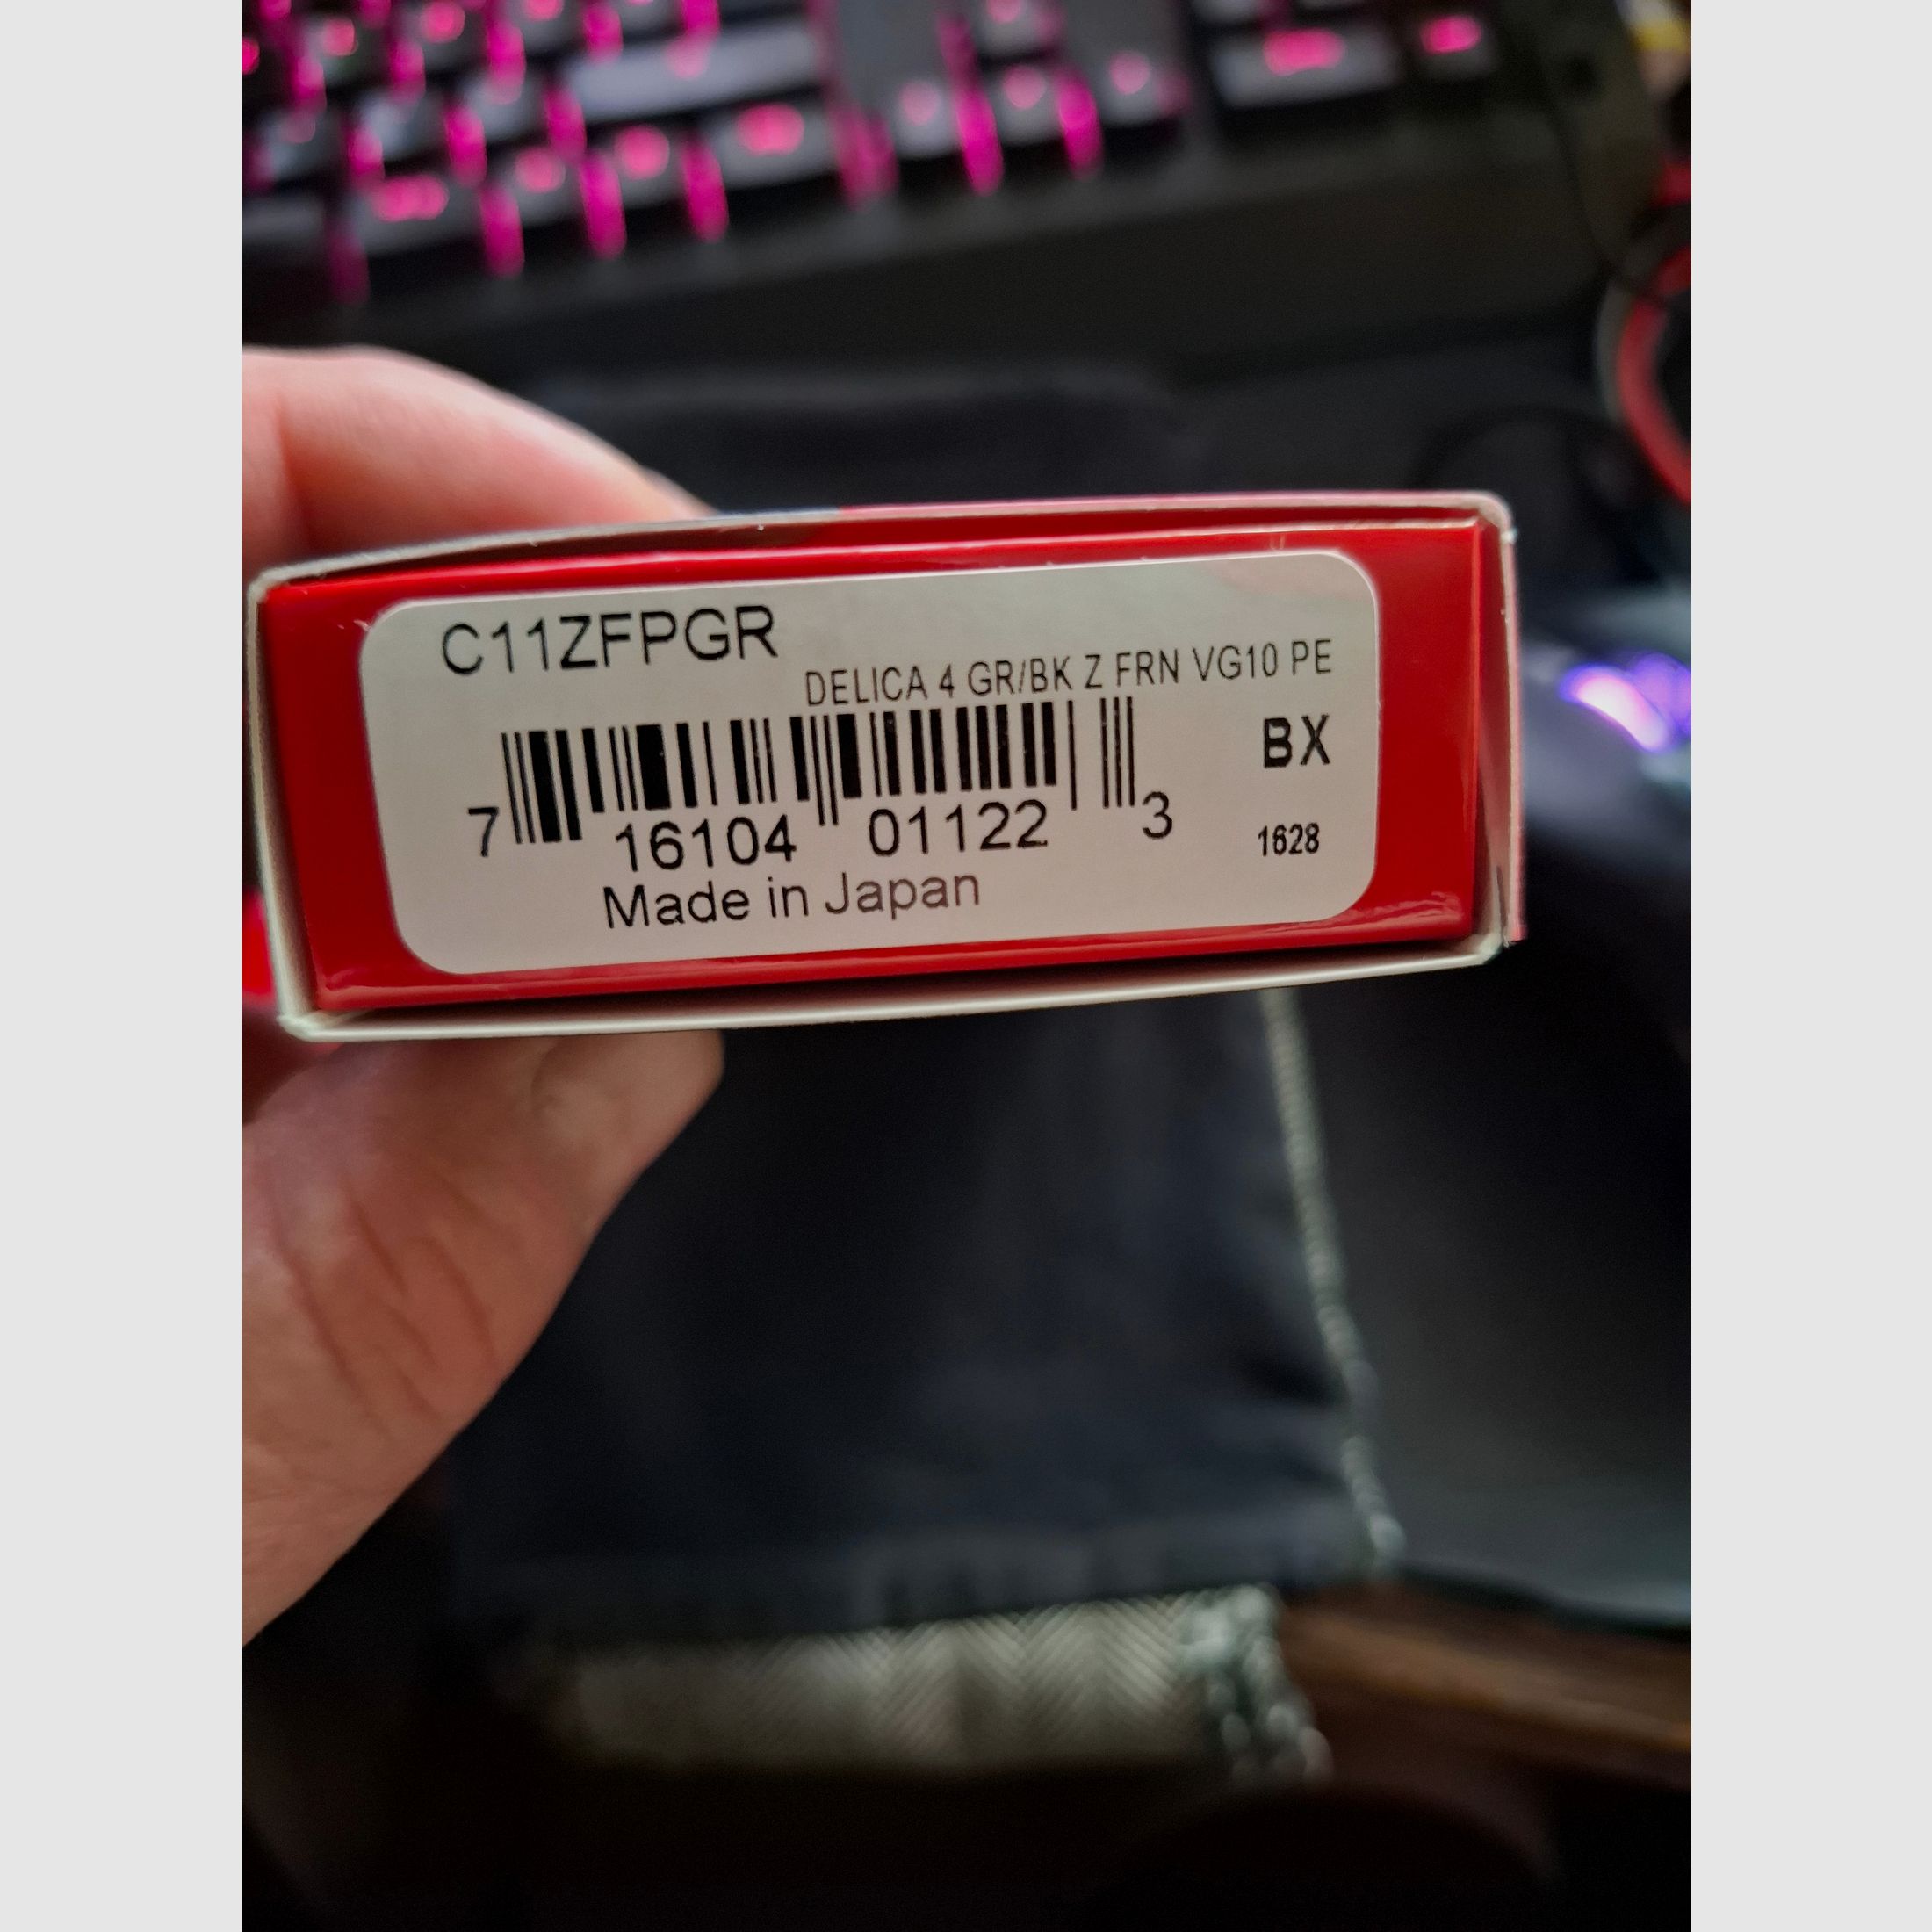 C11ZFPGR
DELICA 4 GR/BK Z FRN VG10 PE
BX
7 16104 01122 3
1628
Made in Japan